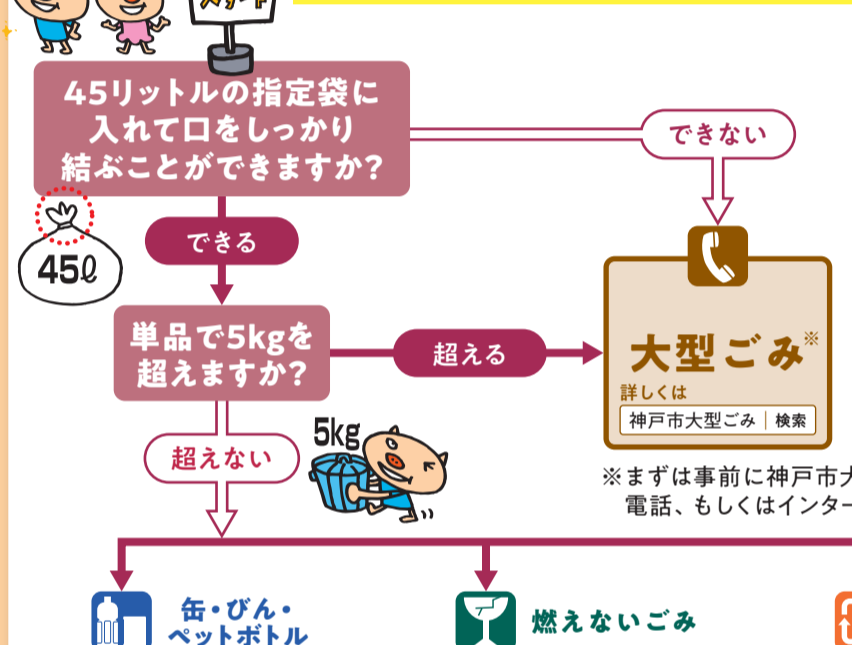 45リットルの指定袋に
入れて口をしっかり
結ぶことができますか?
できない
できる
45ℓ
単品で5kgを
超えますか?
超える
大型ごみ※
詳しくは
神戸市大型ごみ 検索
超えない
5kg
※まずは事前に神戸市大
電話、もしくはインター
缶・びん・
ペットボトル
燃えないごみ